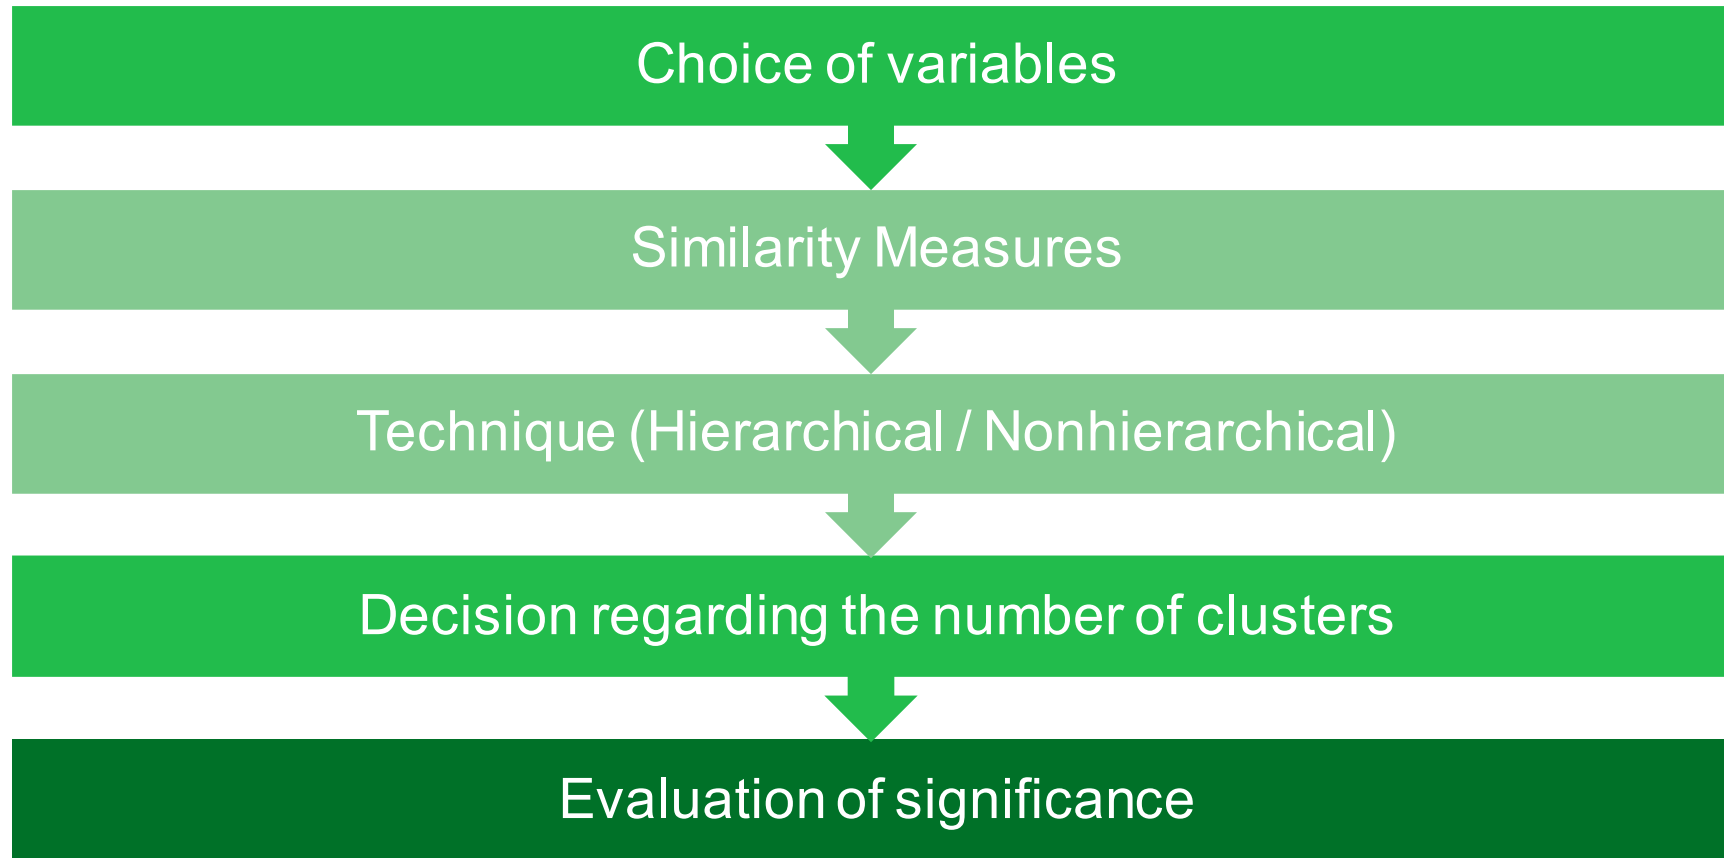 Choice of variables
Similarity Measures
Technique (Hierarchical / Nonhierarchical)
Decision regarding the number of clusters
Evaluation of significance